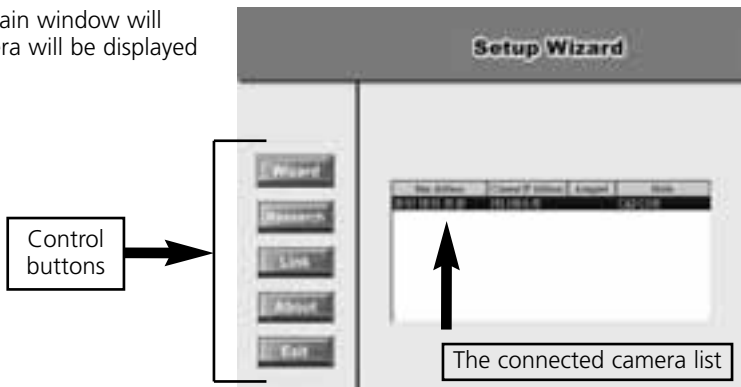 ain window will
era will be displayed
Setup Wizard
Wizard
Research
Link
About
Exit
Control
buttons
The connected camera list